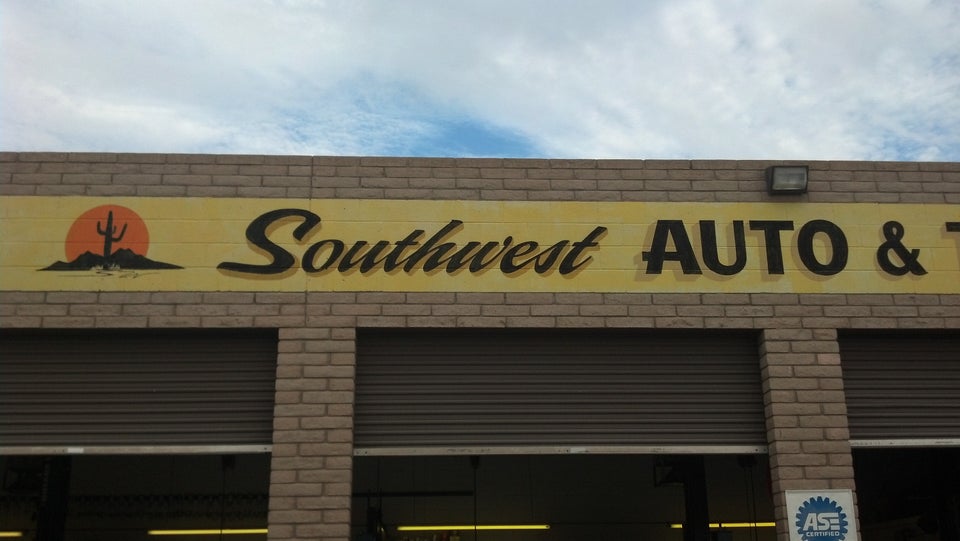 Southwest AUTO &
ASE
CERTIFIED